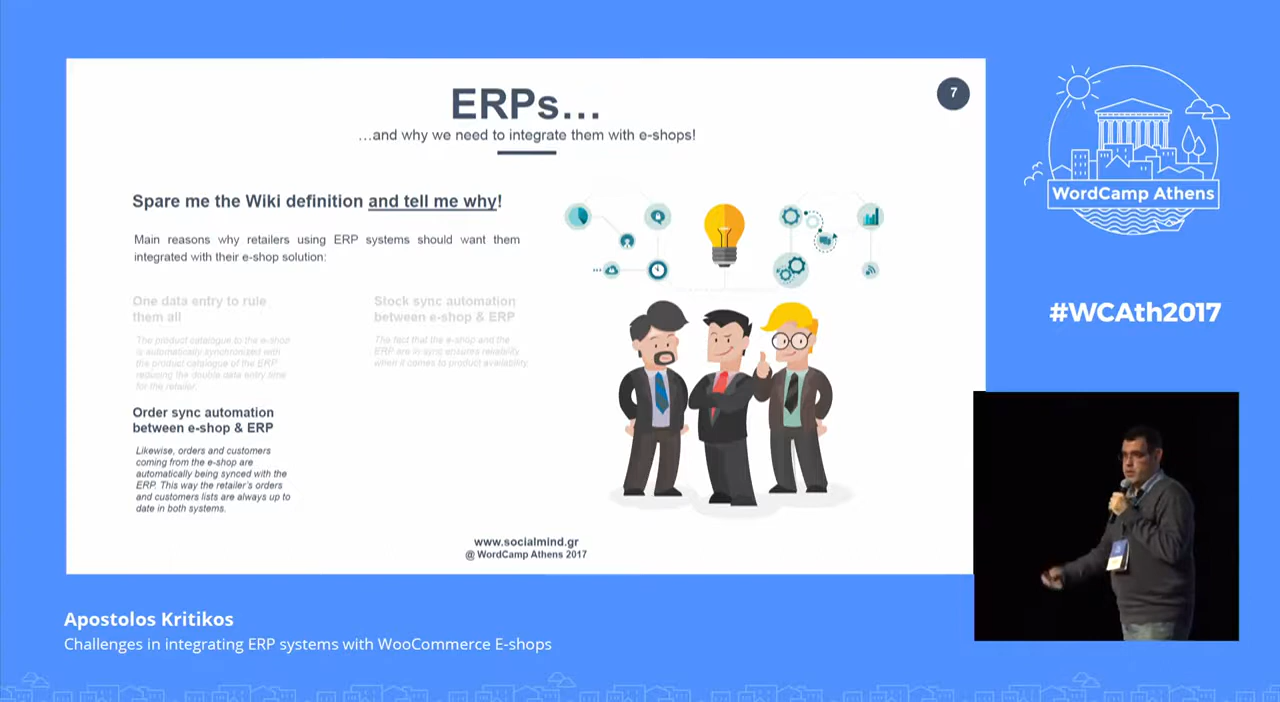 ERPs...
...and why we need to integrate them with e-shops!
7
Spare me the Wiki definition and tell me why!
Main reasons why retailers using ERP systems should want them
integrated with their e-shop solution:
One data entry to rule
them all
The product catalogue to the e-shop
is automatically synchronized with
the product catalogue of the ERP
reducing the double data entry time
for the retailer.
Stock sync automation
between e-shop & ERP
The fact that the e-shop and the
ERP are in sync ensures reliability
when it comes to product availability.
Order sync automation
between e-shop & ERP
Likewise, orders and customers
coming from the e-shop are
automatically being synced with the
ERP. This way the retailer's orders
and customers lists are always up to
date in both systems.
www.socialmind.gr
@ WordCamp Athens 2017
WordCamp Athens
#WCAth2017
Apostolos Kritikos
Challenges in integrating ERP systems with WooCommerce E-shops